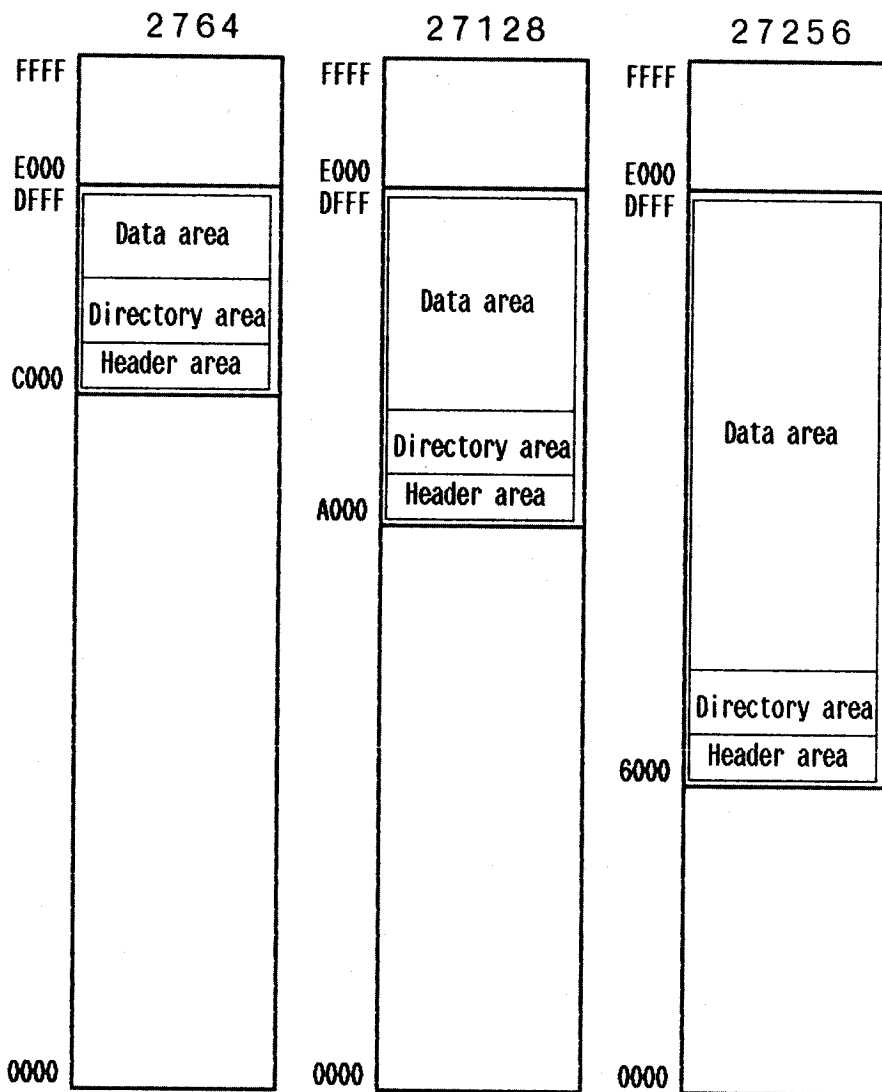 2764
FFFF
E000
DFFF
Data area
Directory area
Header area
C000
0000
27128
FFFF
E000
DFFF
Data area
Directory area
Header area
A000
0000
27256
FFFF
E000
DFFF
Data area
Directory area
Header area
6000
0000